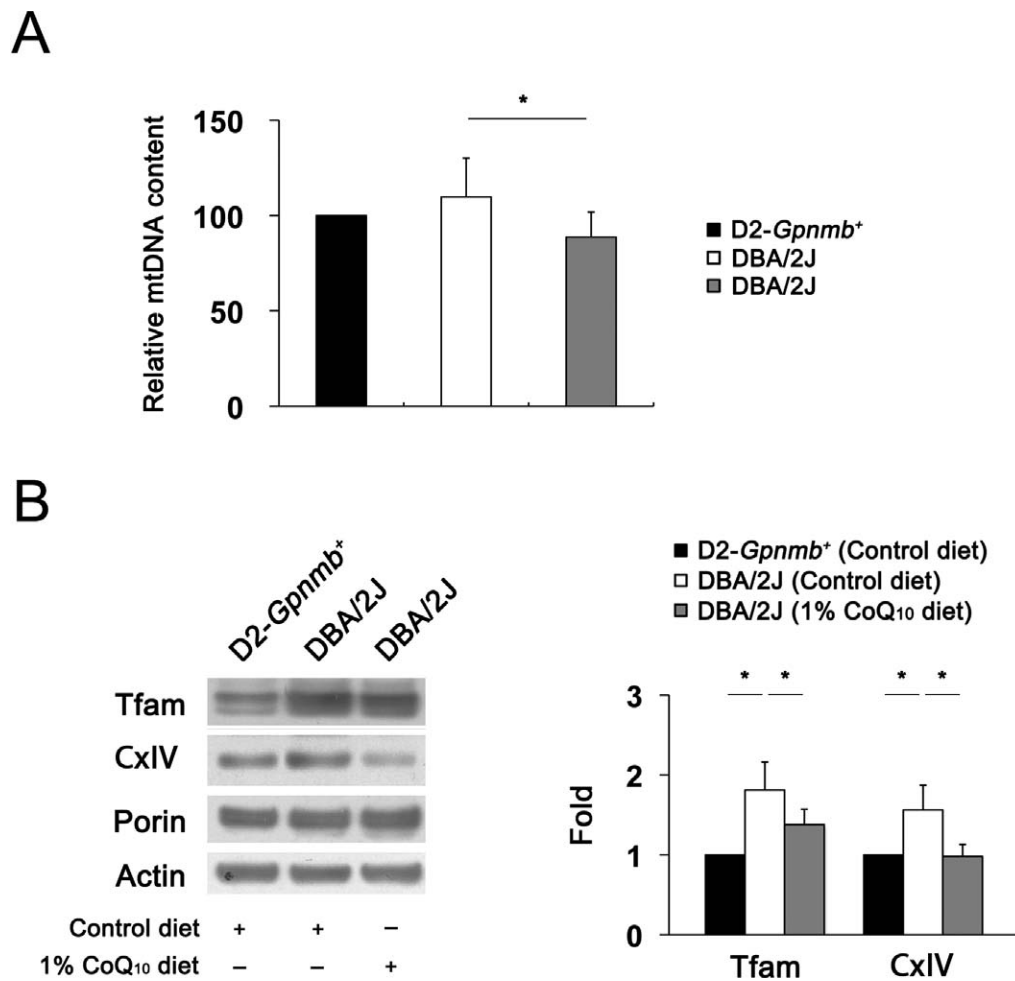 A
*
150
100
50
0
Relative mtDNA content
D2-Gpnmb⁺
DBA/2J
DBA/2J
B
D2-Gpnmb⁺
DBA/2J
DBA/2J
Tfam
CxIV
Porin
Actin
Control diet + + –
1% CoQ₁₀ diet – – +
D2-Gpnmb⁺ (Control diet)
DBA/2J (Control diet)
DBA/2J (1% CoQ₁₀ diet)
* * * *
3
2
1
0
Fold
Tfam CxIV